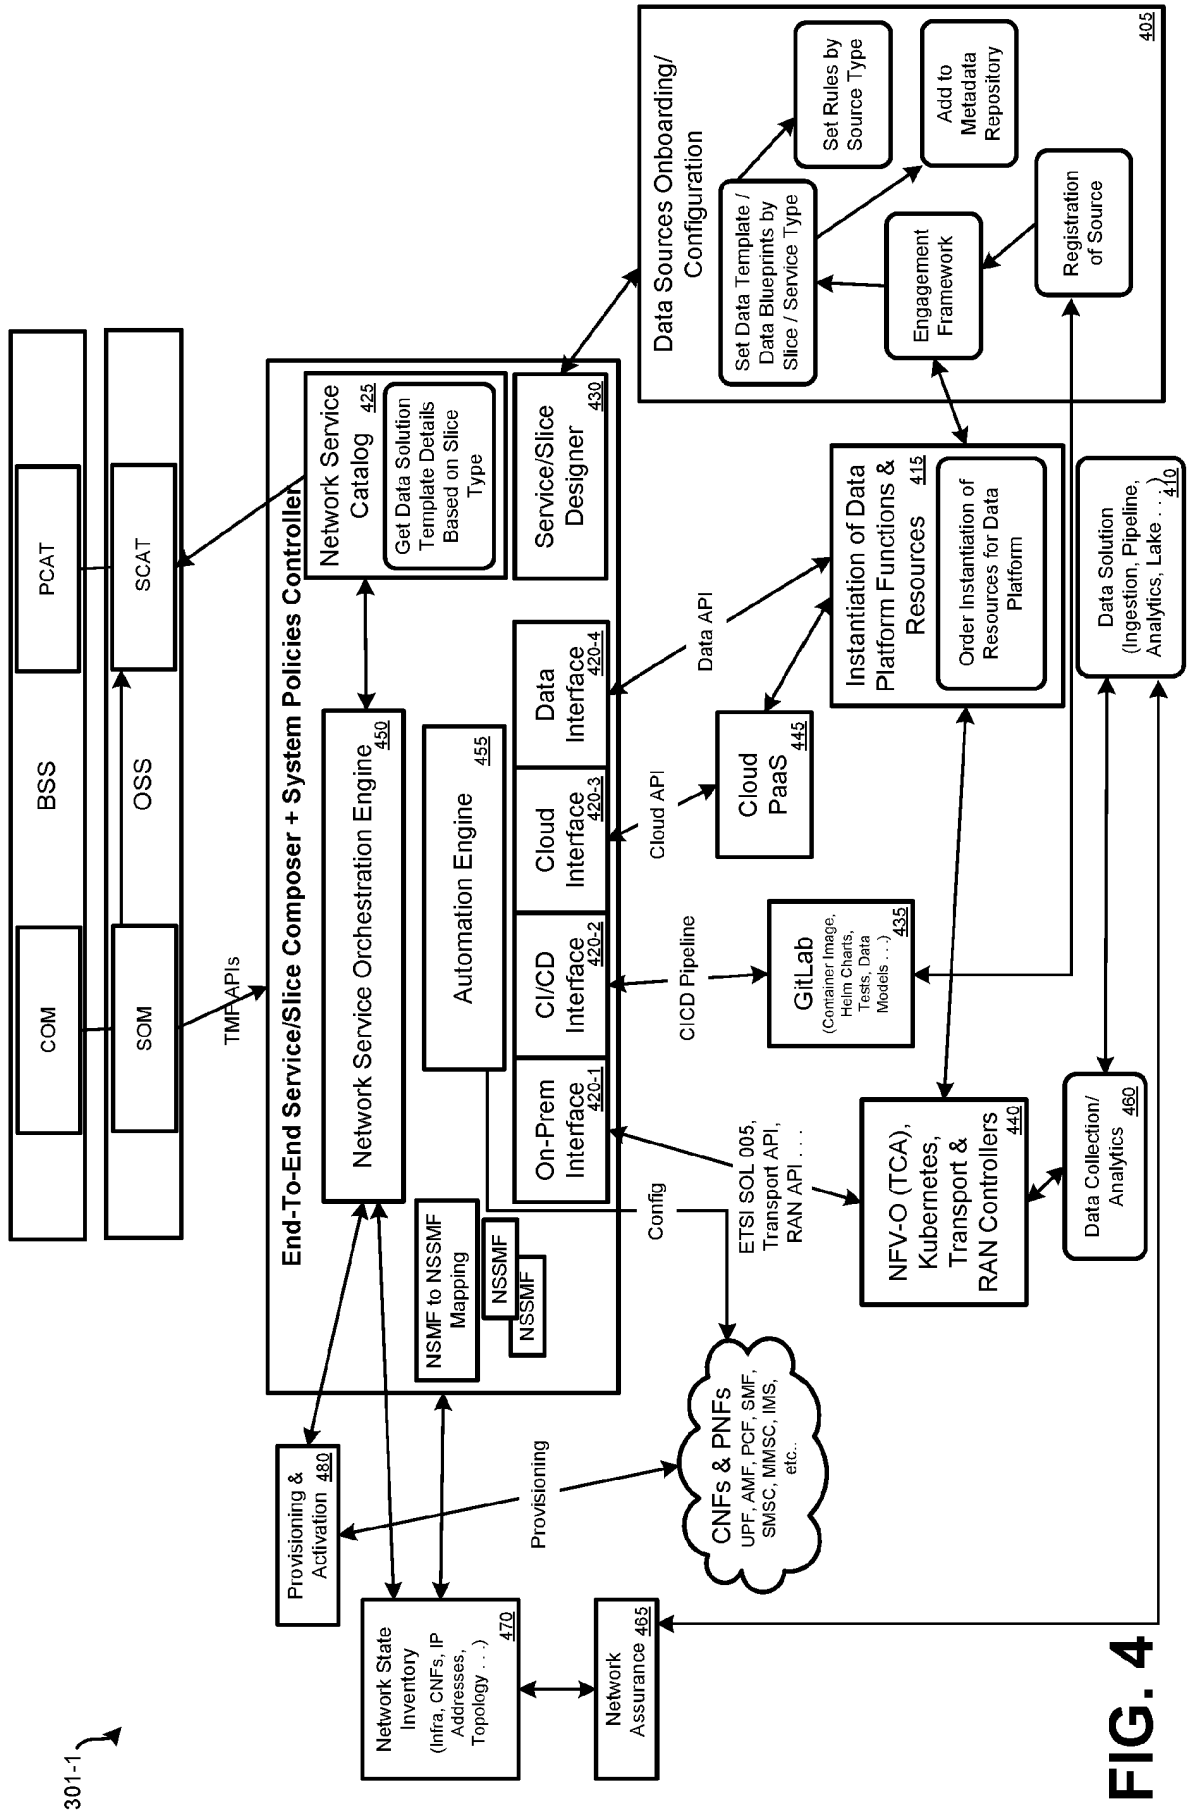 301-1
BSS
COM
PCAT
OSS
SOM
SCAT
TMF APIs
End-To-End Service/Slice Composer + System Policies Controller
Network Service Orchestration Engine
450
Network Service
Catalog
425
Get Data Solution
Template Details
Based on Slice
Type
Automation Engine
455
NSMF to NSSMF
Mapping
NSSMF
NSSMF
On-Prem
Interface
420-1
CI/CD
Interface
420-2
Cloud
Interface
420-3
Data
Interface
420-4
Service/Slice
Designer
430
Provisioning &
Activation
480
Network State
Inventory
(Infra, CNFs, IP
Addresses,
Topology . . .)
470
Network
Assurance
465
Provisioning
Config
CNFs & PNFs
UPF, AMF, PCF, SMF,
SMSC, MMSC, IMS,
etc..
ETSI SOL 005,
Transport API,
RAN API . . .
CICD Pipeline
Cloud API
Data API
NFV-O (TCA),
Kubernetes,
Transport &
RAN Controllers
440
GitLab
(Container Image,
Helm Charts,
Tests, Data
Models . . .)
435
Cloud
PaaS
445
Instantiation of Data
Platform Functions &
Resources
415
Order Instantiation of
Resources for Data
Platform
Data Collection/
Analytics
460
Data Solution
(Ingestion, Pipeline,
Analytics, Lake . . .)
410
Data Sources Onboarding/
Configuration
Set Data Template /
Data Blueprints by
Slice / Service Type
Set Rules by
Source Type
Engagement
Framework
Add to
Metadata
Repository
Registration
of Source
405
FIG. 4